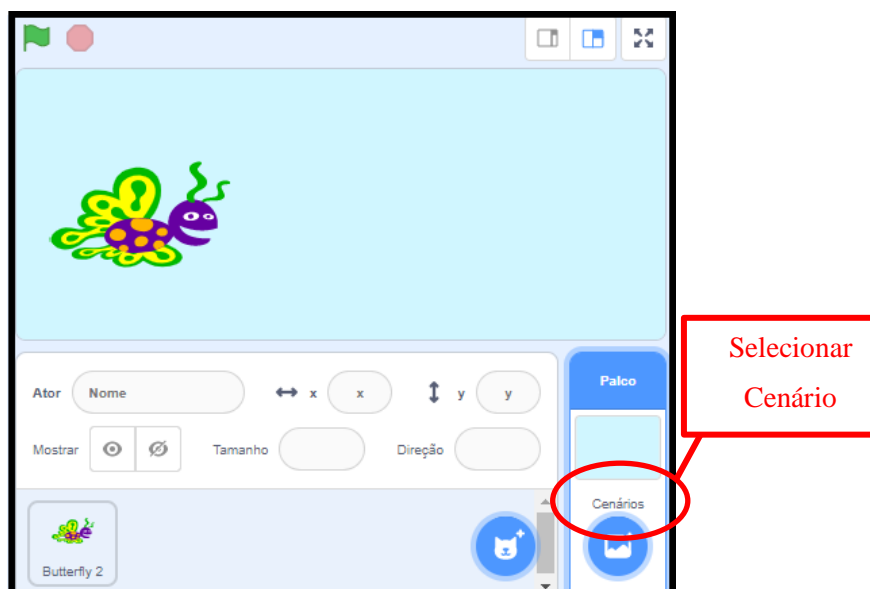 Selecionar
Cenário
Palco
Ator Nome x x y y
Mostrar Tamanho Direção
Cenários
Butterfly 2